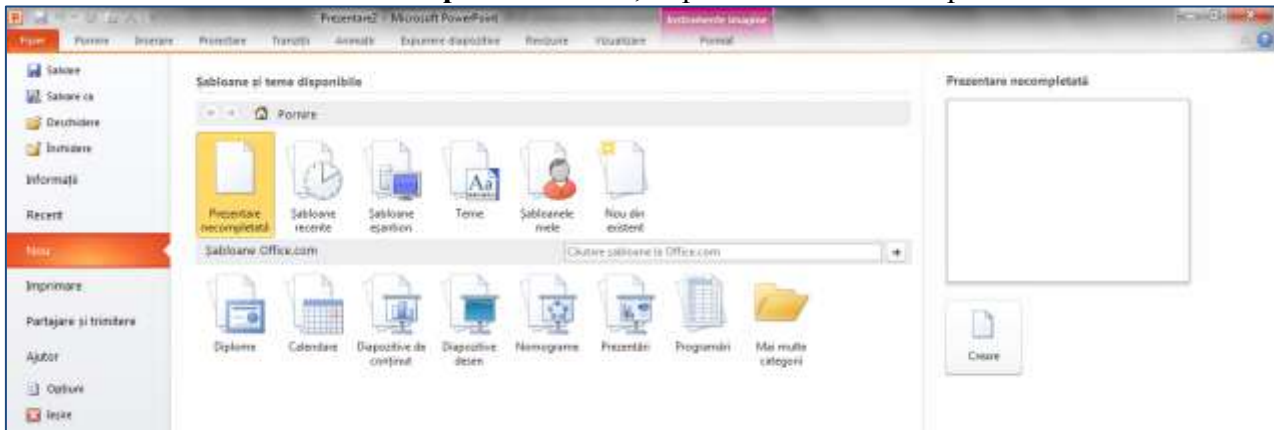 Prezentare2 - Microsoft PowerPoint
Instrumente imagine
Fișier Pornire Inserare Proiectare Tranziții Animații Expunere diapozitive Revizuire Vizualizare Format
Salvare
Salvare ca
Deschidere
Închidere
Informații
Recent
Nou
Imprimare
Partajare și trimitere
Ajutor
Opțiuni
Ieșire
Șabloane și teme disponibile
Pornire
Prezentare necompletată
Șabloane recente
Șabloane eșantion
Teme
Șabloanele mele
Nou din existent
Șabloane Office.com
Căutare șabloane la Office.com
Diplome
Calendare
Diapozitive de conținut
Diapozitive desen
Nomograme
Prezentări
Programări
Mai multe categorii
Prezentare necompletată
Creare